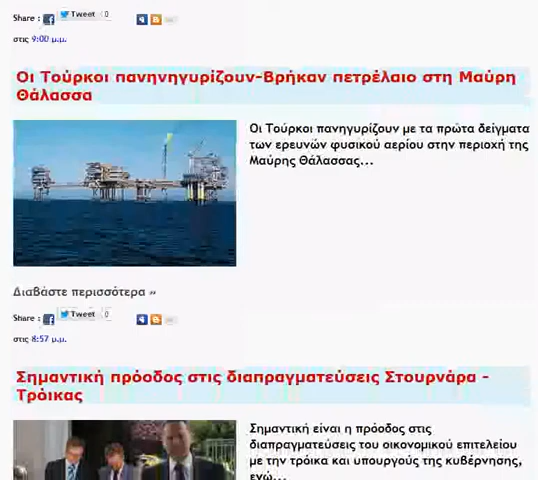 Share : Tweet 0
στις 9:00 μ.μ.
Οι Τούρκοι πανηνηγυρίζουν-Βρήκαν πετρέλαιο στη Μαύρη
Θάλασσα
Οι Τούρκοι πανηγυρίζουν με τα πρώτα δείγματα
των ερευνών φυσικού αερίου στην περιοχή της
Μαύρης Θάλασσας...
Διαβάστε περισσότερα »
Share : Tweet 0
στις 8:57 μ.μ.
Σημαντική πρόοδος στις διαπραγματεύσεις Στουρνάρα -
Τρόικας
Σημαντική είναι η πρόοδος στις
διαπραγματεύσεις του οικονομικού επιτελείου
με την τρόικα και υπουργούς της κυβέρνησης,
ενώ...